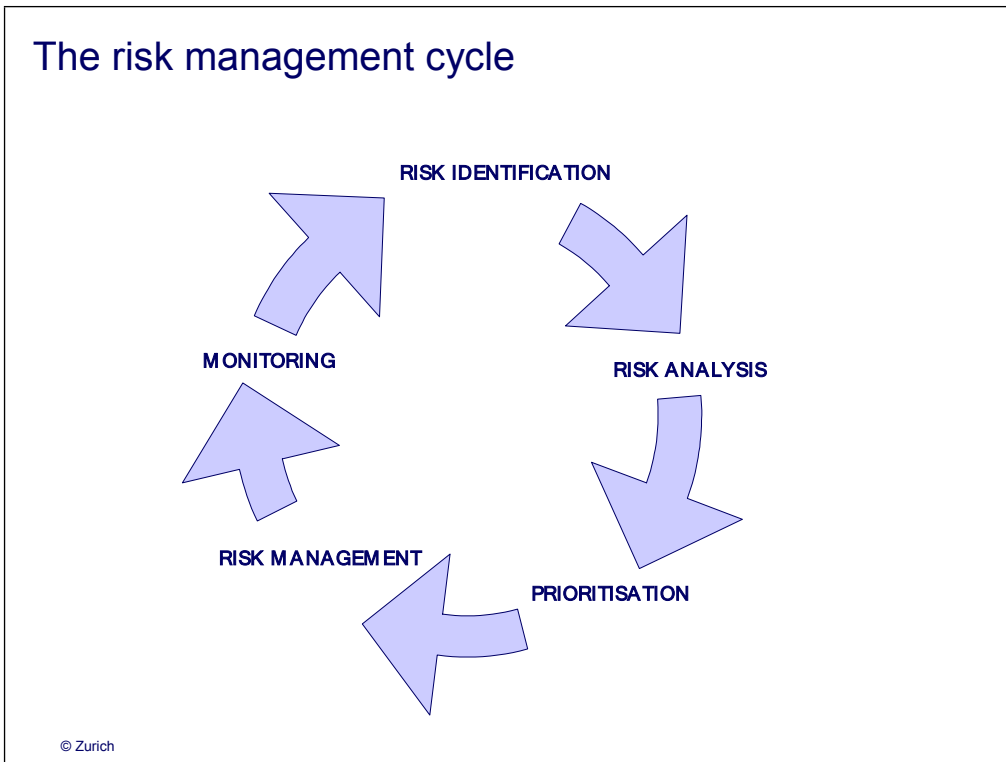 The risk management cycle
RISK IDENTIFICATION
RISK ANALYSIS
PRIORITISATION
RISK MANAGEMENT
MONITORING
© Zurich